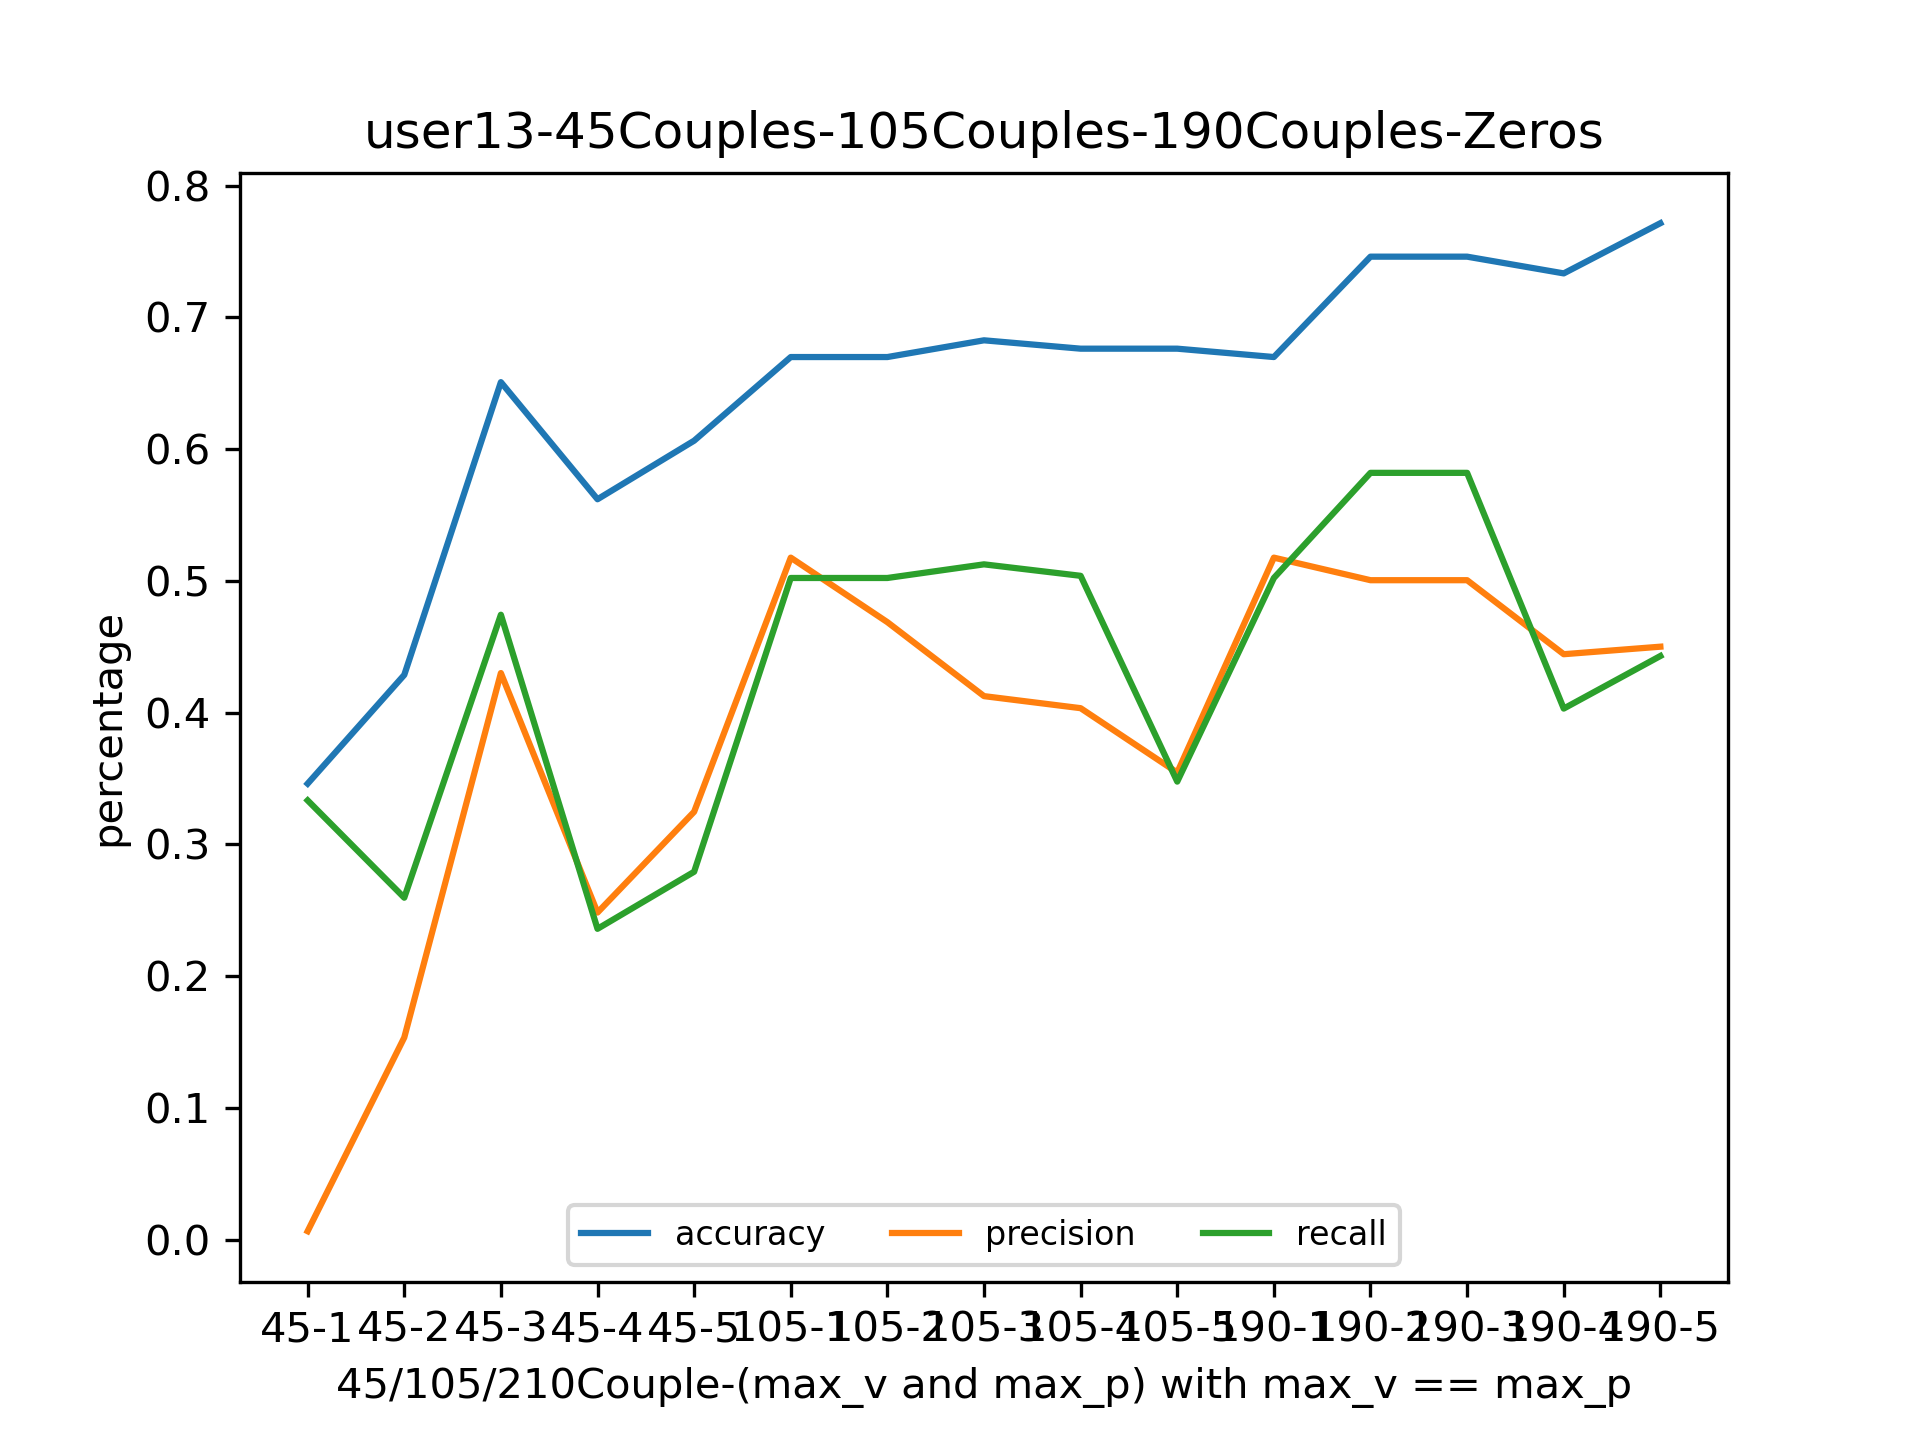 user13-45Couples-105Couples-190Couples-Zeros
0.8
0.7
0.6
0.5
0.4
0.3
0.2
0.1
0.0
percentage
accuracy precision recall
45-1 45-2 45-3 45-4 45-5 105-1 105-2 105-3 105-4 105-5 190-1 190-2 190-3 190-4 190-5
45/105/210Couple-(max_v and max_p) with max_v == max_p